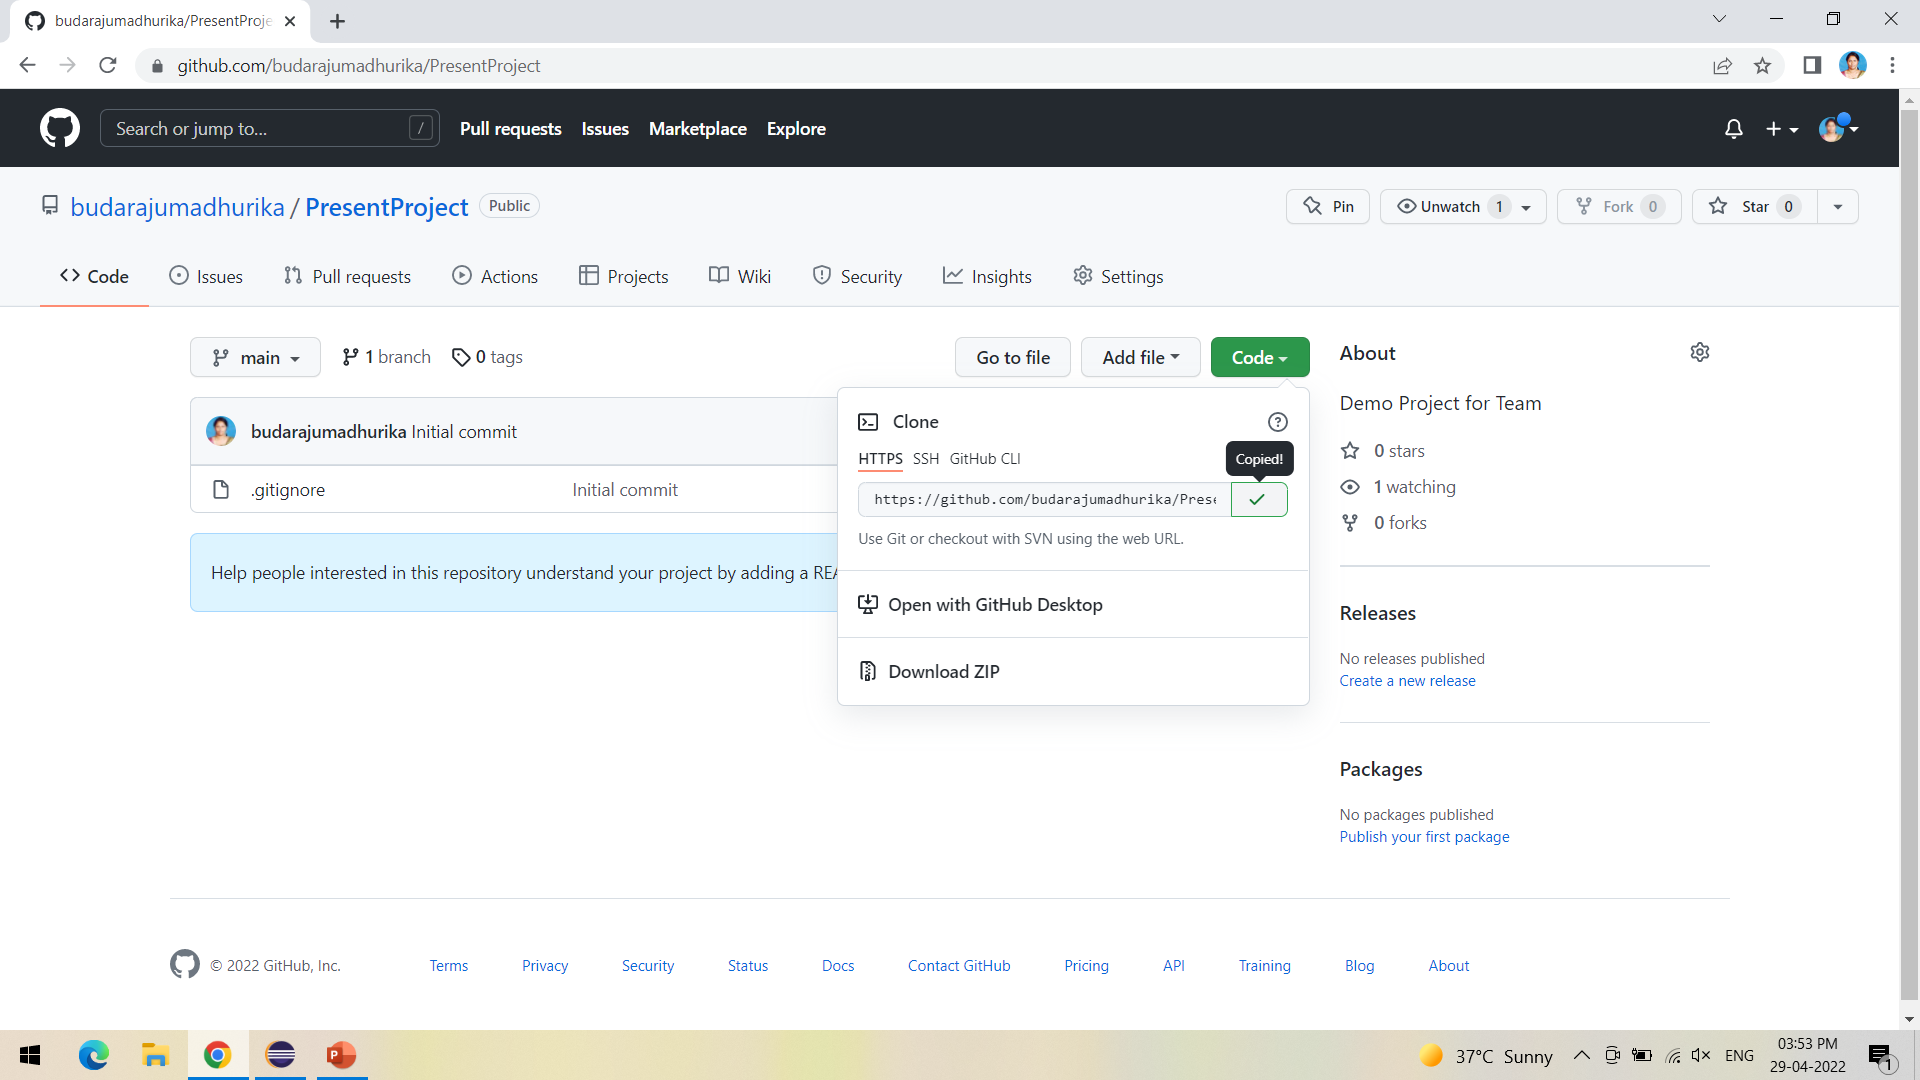 budarajumadhurika/PresentProje
github.com/budarajumadhurika/PresentProject
Search or jump to... /
Pull requests Issues Marketplace Explore
budarajumadhurika / PresentProject Public
Pin Unwatch 1 Fork 0 Star 0
Code Issues Pull requests Actions Projects Wiki Security Insights Settings
main 1 branch 0 tags Go to file Add file Code
About
Demo Project for Team
0 stars
1 watching
0 forks
budarajumadhurika Initial commit
.gitignore Initial commit
Help people interested in this repository understand your project by adding a REA
Clone
HTTPS SSH GitHub CLI
Copied!
https://github.com/budarajumadhurika/Prese
Use Git or checkout with SVN using the web URL.
Open with GitHub Desktop
Download ZIP
Releases
No releases published
Create a new release
Packages
No packages published
Publish your first package
© 2022 GitHub, Inc. Terms Privacy Security Status Docs Contact GitHub Pricing API Training Blog About
P
37°C Sunny
ENG
03:53 PM
29-04-2022
1